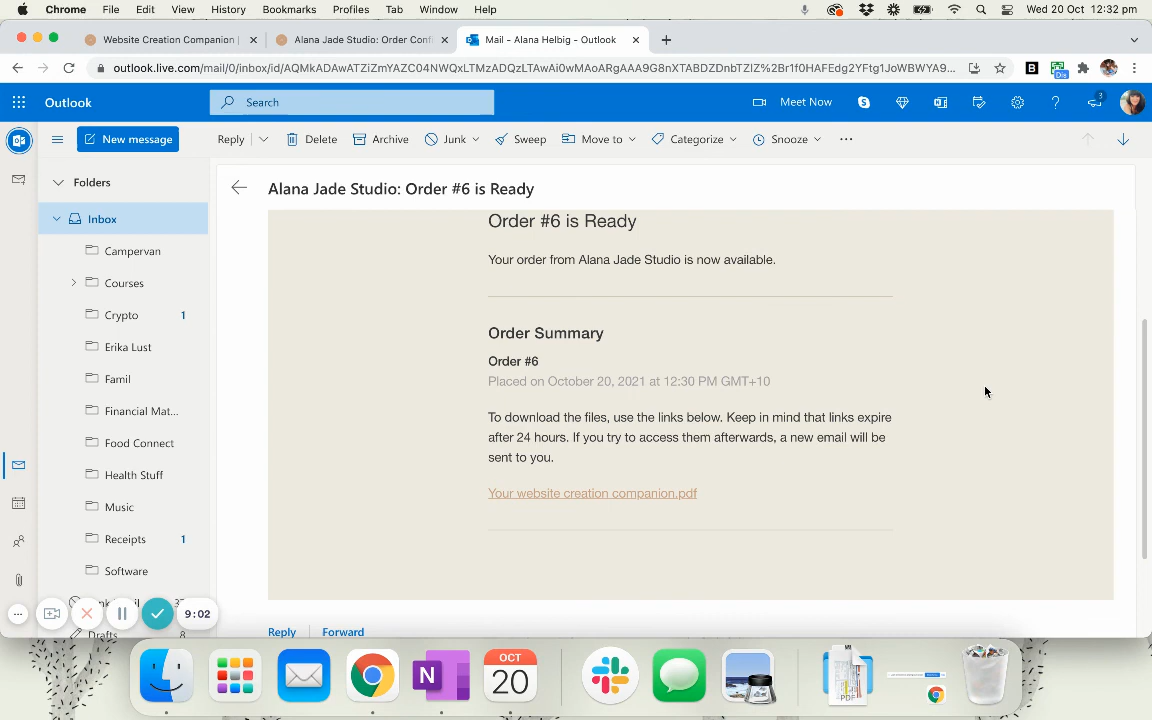 Chrome File Edit View History Bookmarks Profiles Tab Window Help Wed 20 Oct 12:32 pm
Website Creation Companion | Alana Jade Studio: Order Conf Mail - Alana Helbig - Outlook
outlook.live.com/mail/0/inbox/id/AQMkADAwATZiZmYAZC04NWQxLTMzADQzLTAwAi0wMAoARgAAA9G8nXTABDZDnbTZIZ%2Br1f0HAFEdg2YFtg1JoWBWYA9...
Outlook Search Meet Now 3
New message Reply Delete Archive Junk Sweep Move to Categorize Snooze
Folders
Alana Jade Studio: Order #6 is Ready
Inbox
Campervan
Courses
Crypto 1
Erika Lust
Famil
Financial Mat...
Food Connect
Health Stuff
Music
Receipts 1
Software
Drafts 8
Order #6 is Ready
Your order from Alana Jade Studio is now available.
Order Summary
Order #6
Placed on October 20, 2021 at 12:30 PM GMT+10
To download the files, use the links below. Keep in mind that links expire
after 24 hours. If you try to access them afterwards, a new email will be
sent to you.
Your website creation companion.pdf
Reply Forward
9:02
OCT
20
N
PDF